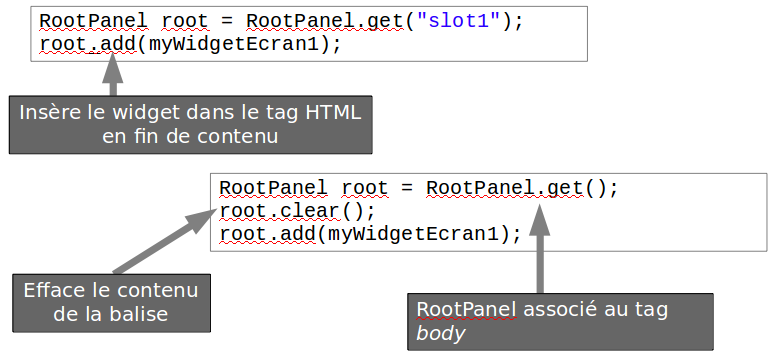 RootPanel root = RootPanel.get("slot1");
root.add(myWidgetEcran1);
Insère le widget dans le tag HTML
en fin de contenu
RootPanel root = RootPanel.get();
root.clear();
root.add(myWidgetEcran1);
Efface le contenu
de la balise
RootPanel associé au tag
body